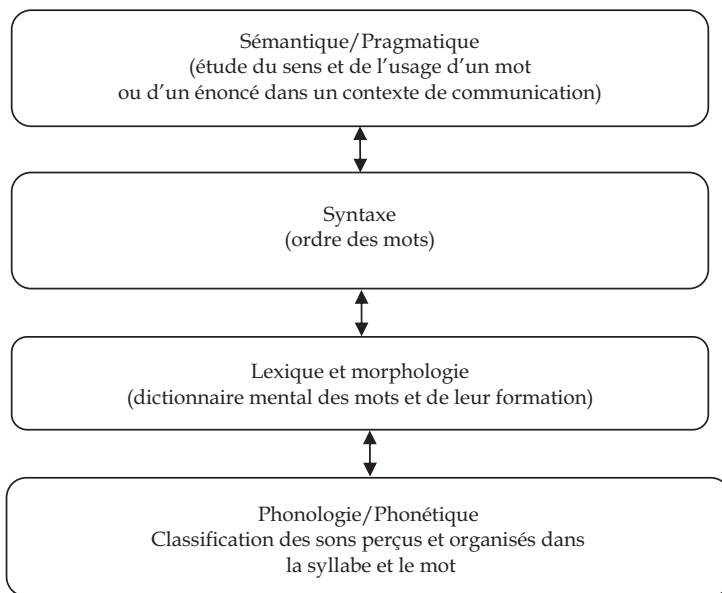 Sémantique/Pragmatique
(étude du sens et de l’usage d’un mot
ou d’un énoncé dans un contexte de communication)
Syntaxe
(ordre des mots)
Lexique et morphologie
(dictionnaire mental des mots et de leur formation)
Phonologie/Phonétique
Classification des sons perçus et organisés dans
la syllabe et le mot